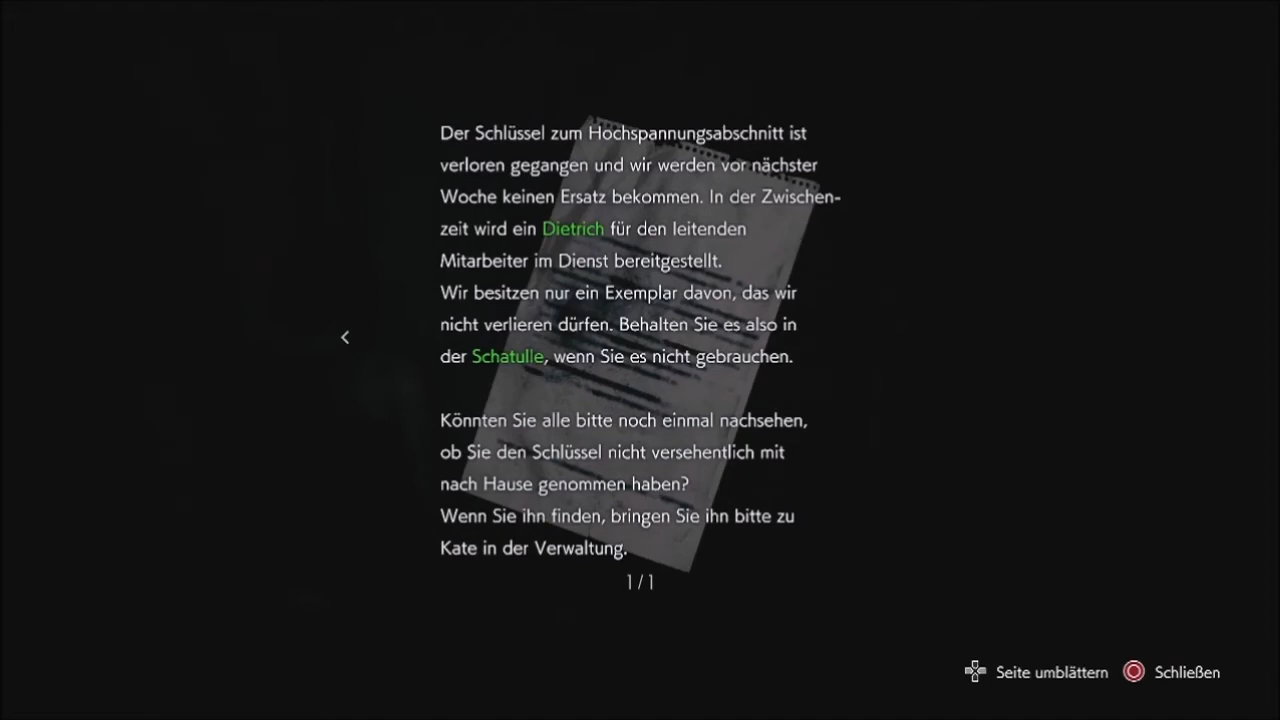 Der Schlüssel zum Hochspannungsabschnitt ist
verloren gegangen und wir werden vor nächster
Woche keinen Ersatz bekommen. In der Zwischen-
zeit wird ein Dietrich für den leitenden
Mitarbeiter im Dienst bereitgestellt.
Wir besitzen nur ein Exemplar davon, das wir
nicht verlieren dürfen. Behalten Sie es also in
der Schatulle, wenn Sie es nicht gebrauchen.
Könnten Sie alle bitte noch einmal nachsehen,
ob Sie den Schlüssel nicht versehentlich mit
nach Hause genommen haben?
Wenn Sie ihn finden, bringen Sie ihn bitte zu
Kate in der Verwaltung.
1 / 1
Seite umblättern Schließen